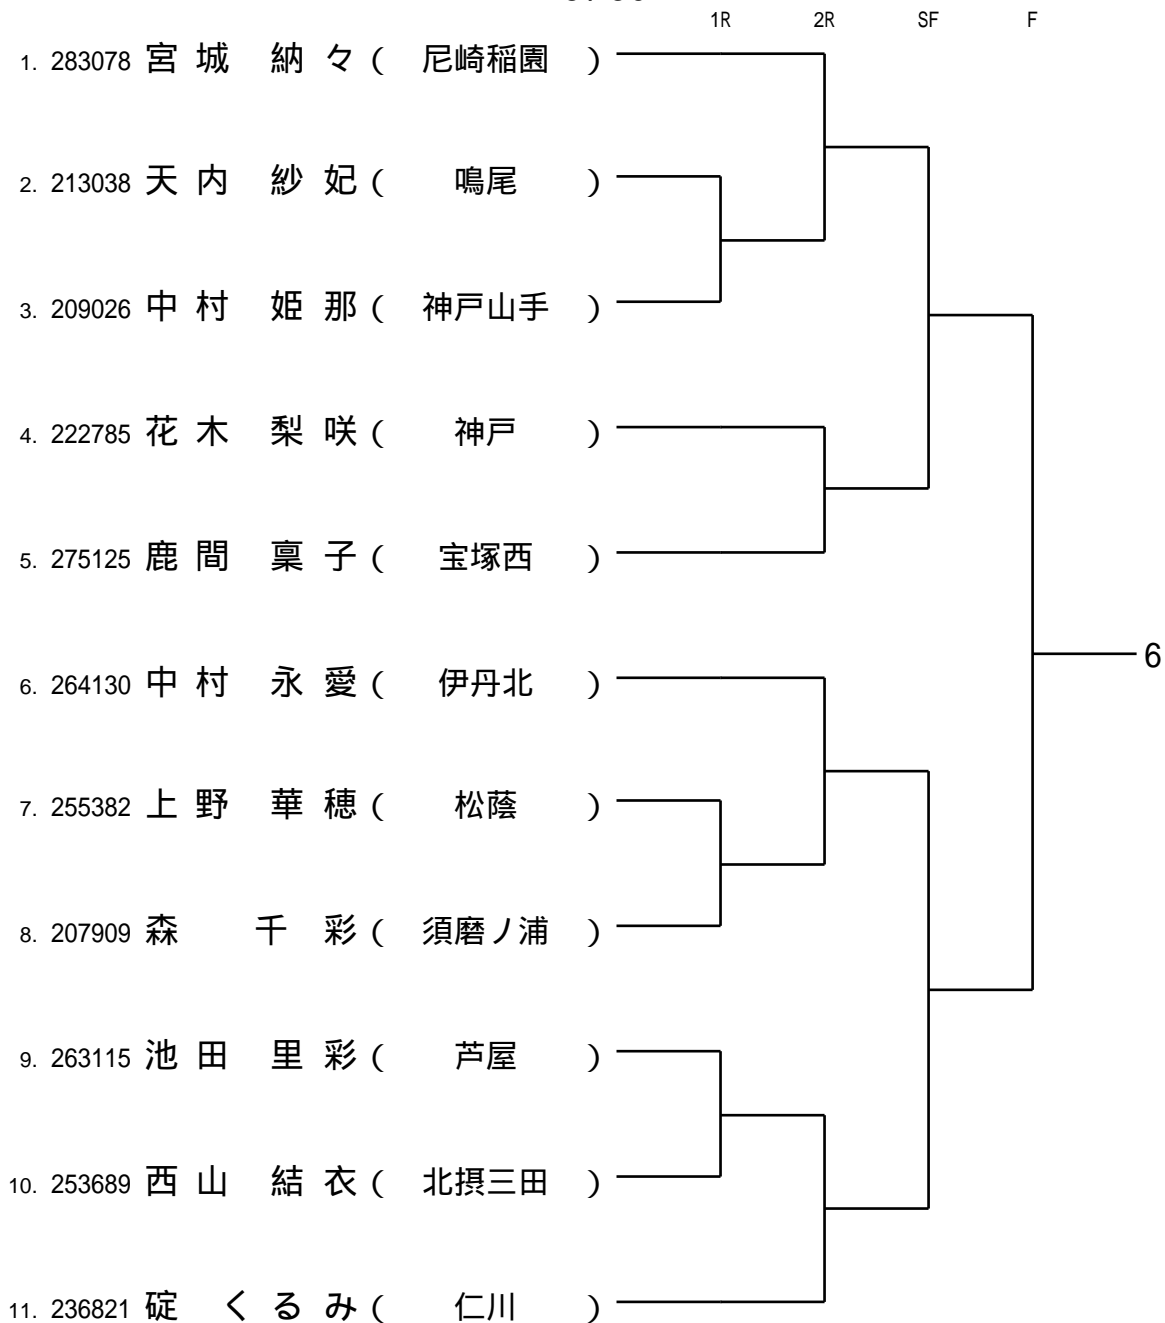 1R 2R SF F
1. 283078 宮城 納々 ( 尼崎稲園 )
2. 213038 天内 紗妃 ( 鳴尾 )
3. 209026 中村 姫那 ( 神戸山手 )
4. 222785 花木 梨咲 ( 神戸 )
5. 275125 鹿間 稟子 ( 宝塚西 )
6
6. 264130 中村 永愛 ( 伊丹北 )
7. 255382 上野 華穂 ( 松蔭 )
8. 207909 森 千彩 ( 須磨ノ浦 )
9. 263115 池田 里彩 ( 芦屋 )
10. 253689 西山 結衣 ( 北摂三田 )
11. 236821 碇 くるみ ( 仁川 )